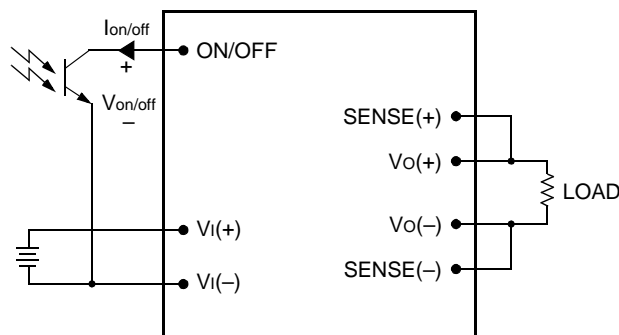 Ion/off
+
ON/OFF
Von/off
–
SENSE(+)
VO(+)
LOAD
VI(+)
VO(–)
VI(–)
SENSE(–)